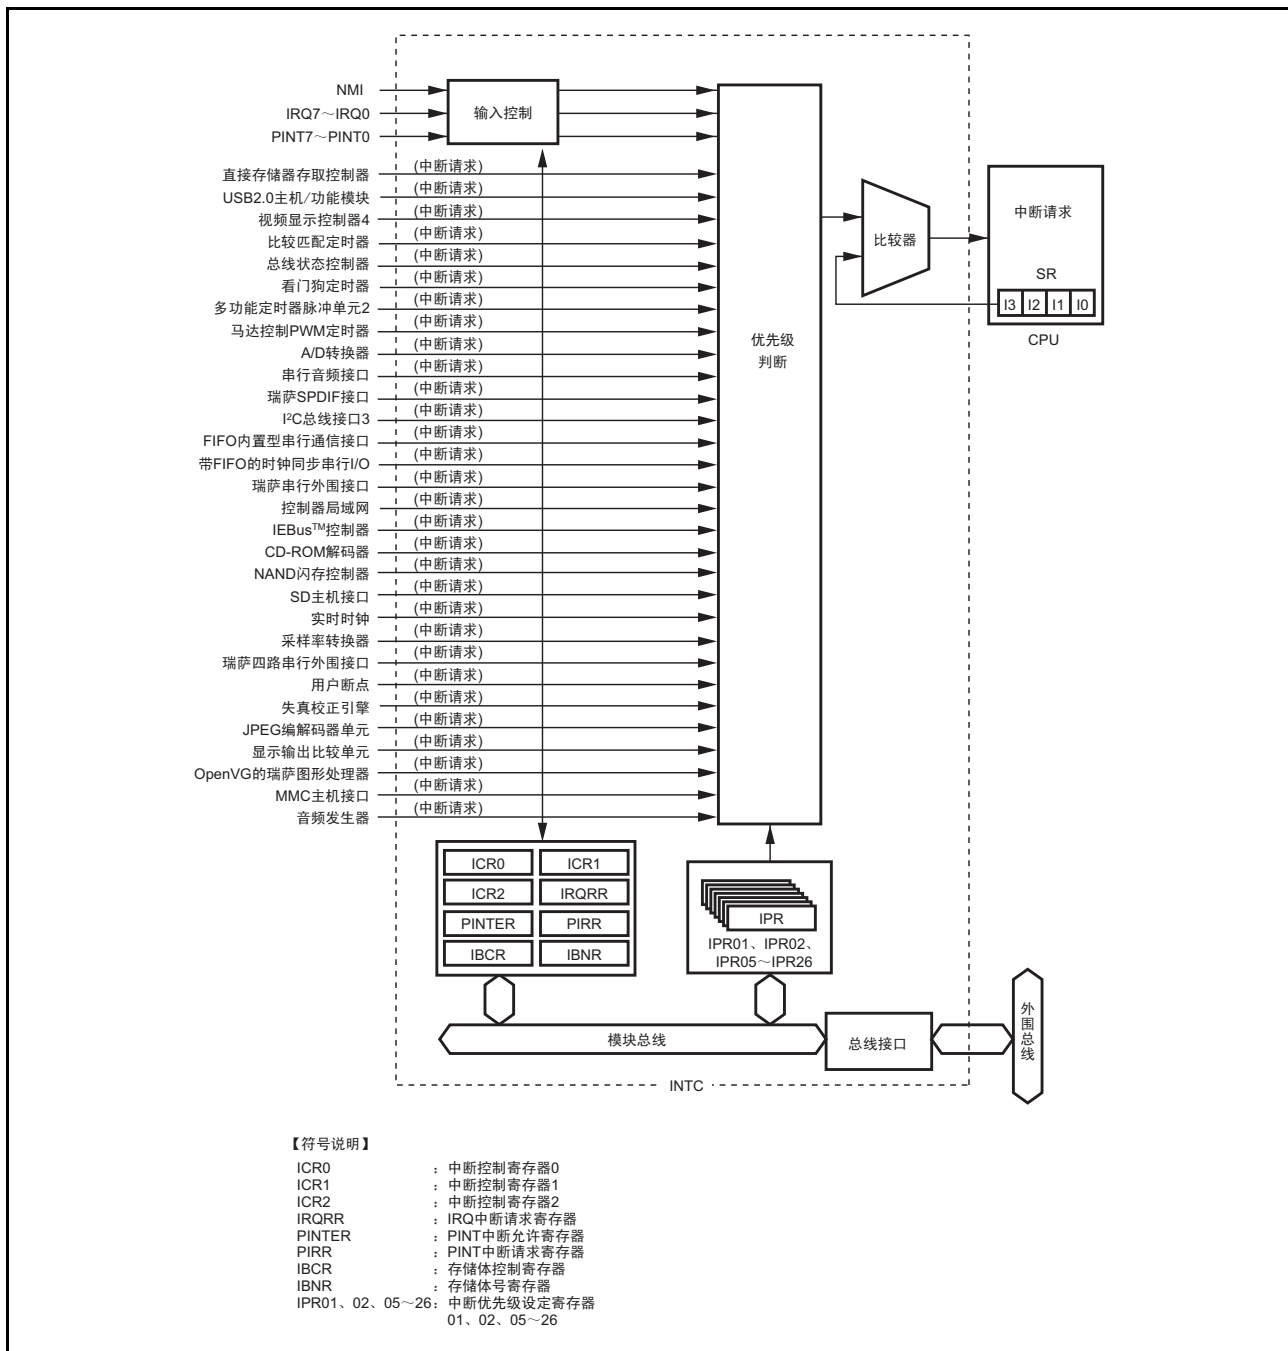 NMI
IRQ7～IRQ0
PINT7～PINT0
输入控制
直接存储器存取控制器 (中断请求)
USB2.0主机/功能模块 (中断请求)
视频显示控制器4 (中断请求)
比较匹配定时器 (中断请求)
总线状态控制器 (中断请求)
看门狗定时器 (中断请求)
多功能定时器脉冲单元2 (中断请求)
马达控制PWM定时器 (中断请求)
A/D转换器 (中断请求)
串行音频接口 (中断请求)
瑞萨SPDIF接口 (中断请求)
I²C总线接口3 (中断请求)
FIFO内置型串行通信接口 (中断请求)
带FIFO的时钟同步串行I/O (中断请求)
瑞萨串行外围接口 (中断请求)
控制器局域网 (中断请求)
IEBus™控制器 (中断请求)
CD-ROM解码器 (中断请求)
NAND闪存控制器 (中断请求)
SD主机接口 (中断请求)
实时时钟 (中断请求)
采样率转换器 (中断请求)
瑞萨四路串行外围接口 (中断请求)
用户断点 (中断请求)
失真校正引擎 (中断请求)
JPEG编解码器单元 (中断请求)
显示输出比较单元 (中断请求)
OpenVG的瑞萨图形处理器 (中断请求)
MMC主机接口 (中断请求)
音频发生器 (中断请求)
优先级
判断
比较器
中断请求
SR
I3 I2 I1 I0
CPU
ICR0 ICR1
ICR2 IRQRR
PINTER PIRR
IBCR IBNR
IPR
IPR01、IPR02、
IPR05～IPR26
模块总线
总线接口
外围总线
INTC
【符号说明】
ICR0 : 中断控制寄存器0
ICR1 : 中断控制寄存器1
ICR2 : 中断控制寄存器2
IRQRR : IRQ中断请求寄存器
PINTER : PINT中断允许寄存器
PIRR : PINT中断请求寄存器
IBCR : 存储体控制寄存器
IBNR : 存储体号寄存器
IPR01、02、05～26: 中断优先级设定寄存器
01、02、05～26